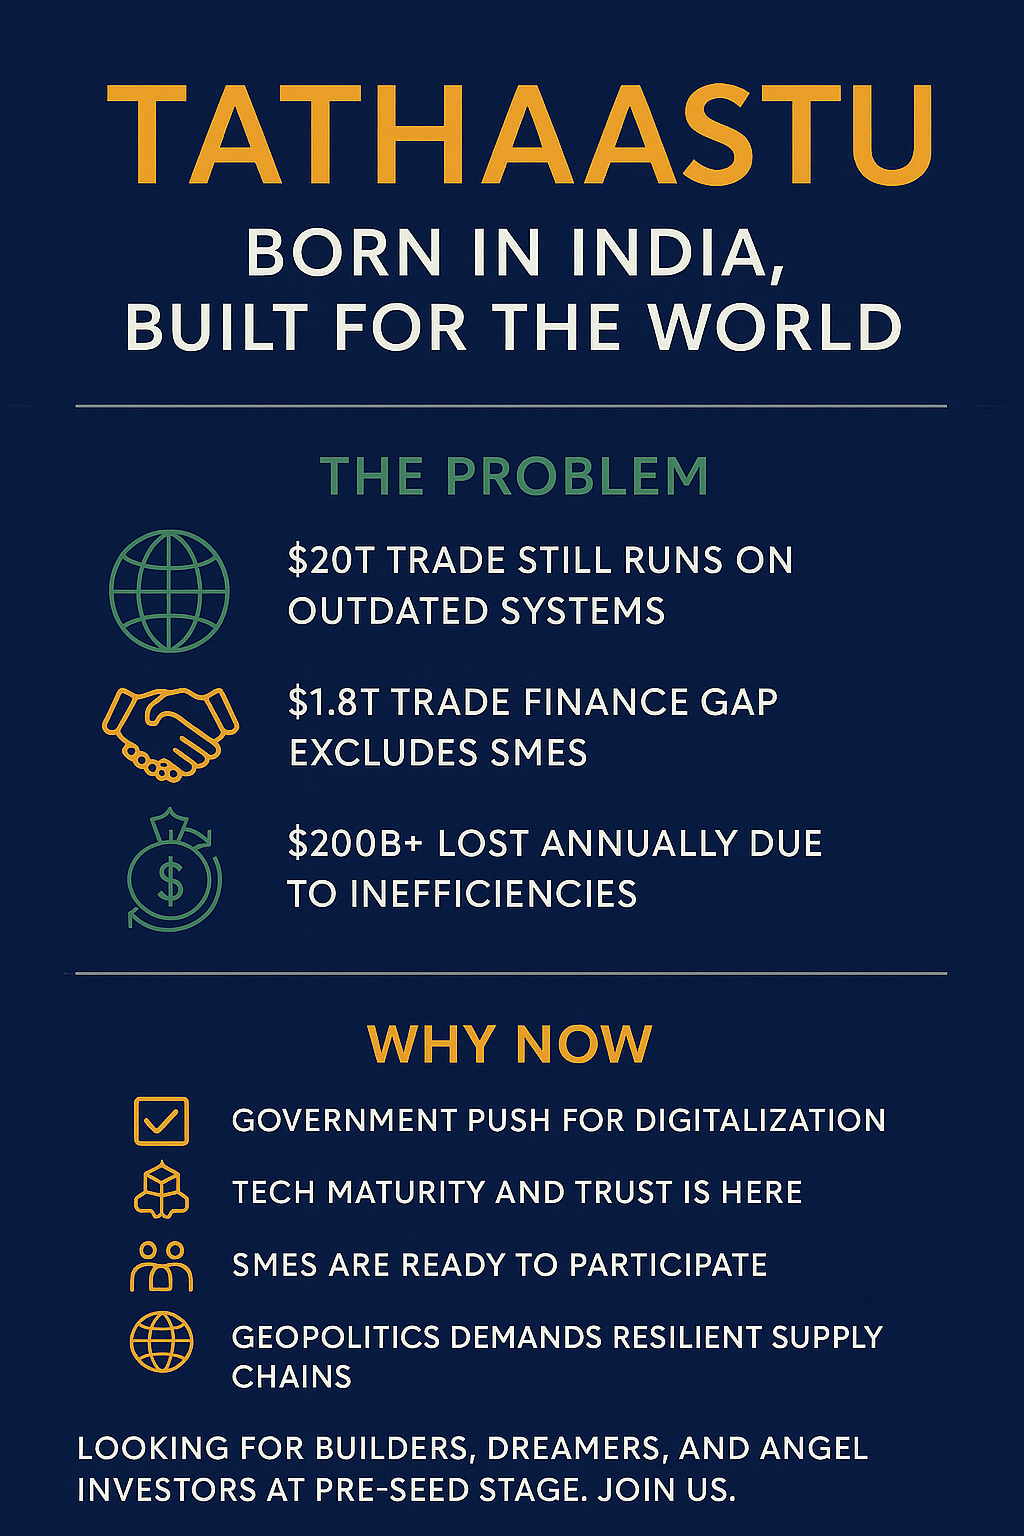 TATHAASTU
BORN IN INDIA,
BUILT FOR THE WORLD
THE PROBLEM
$20T TRADE STILL RUNS ON
OUTDATED SYSTEMS
$1.8T TRADE FINANCE GAP
EXCLUDES SMES
$
$200B+ LOST ANNUALLY DUE
TO INEFFICIENCIES
WHY NOW
GOVERNMENT PUSH FOR DIGITALIZATION
TECH MATURITY AND TRUST IS HERE
SMES ARE READY TO PARTICIPATE
GEOPOLITICS DEMANDS RESILIENT SUPPLY
CHAINS
LOOKING FOR BUILDERS, DREAMERS, AND ANGEL
INVESTORS AT PRE-SEED STAGE. JOIN US.